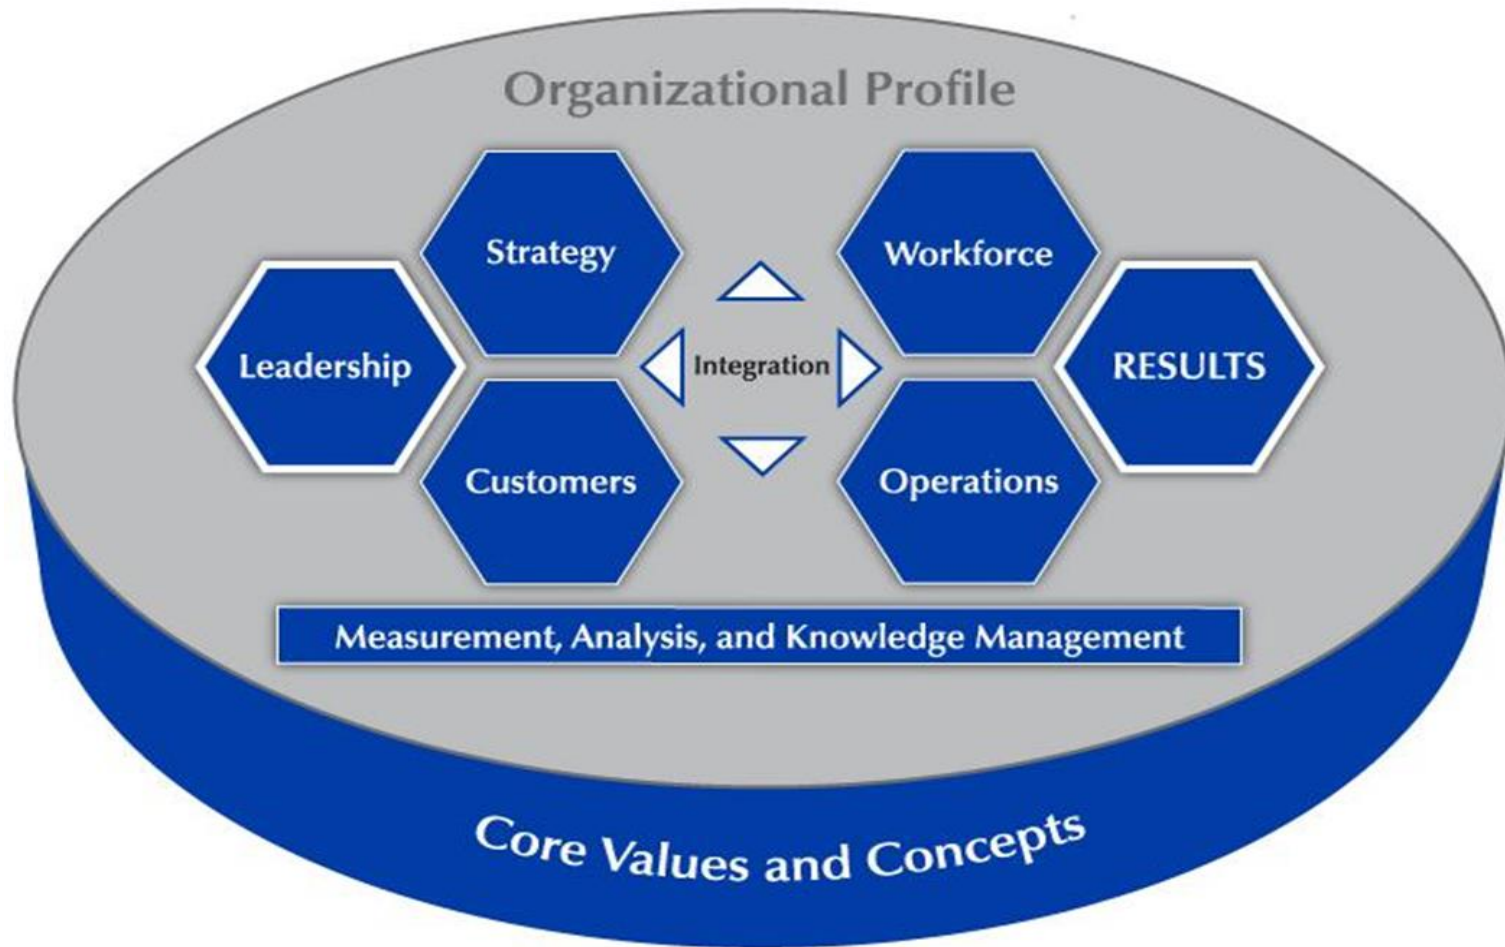 Organizational Profile
Strategy
Workforce
Leadership
Integration
RESULTS
Customers
Operations
Measurement, Analysis, and Knowledge Management
Core Values and Concepts